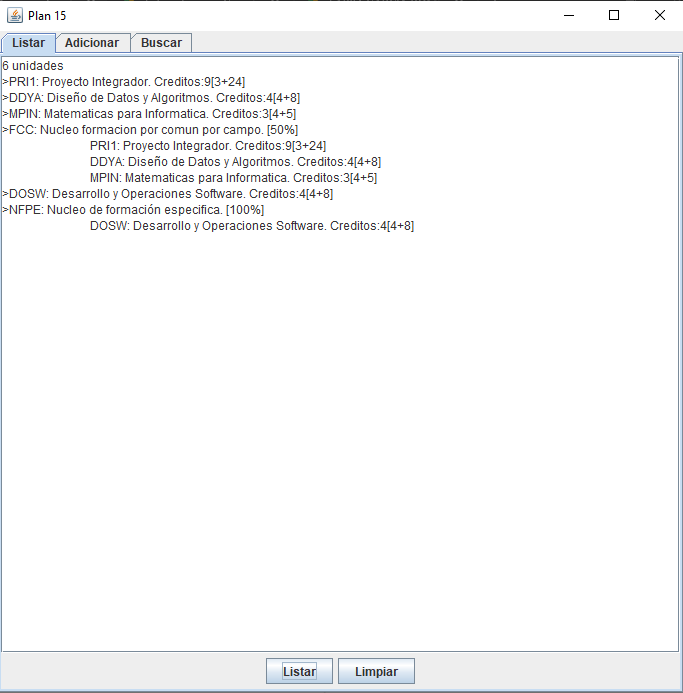 Plan 15
Listar Adicionar Buscar
6 unidades
>PRI1: Proyecto Integrador. Creditos:9[3+24]
>DDYA: Diseño de Datos y Algoritmos. Creditos:4[4+8]
>MPIN: Matematicas para Informatica. Creditos:3[4+5]
>FCC: Nucleo formacion por comun por campo. [50%]
PRI1: Proyecto Integrador. Creditos:9[3+24]
DDYA: Diseño de Datos y Algoritmos. Creditos:4[4+8]
MPIN: Matematicas para Informatica. Creditos:3[4+5]
>DOSW: Desarrollo y Operaciones Software. Creditos:4[4+8]
>NFPE: Nucleo de formación especifica. [100%]
DOSW: Desarrollo y Operaciones Software. Creditos:4[4+8]
Listar Limpiar